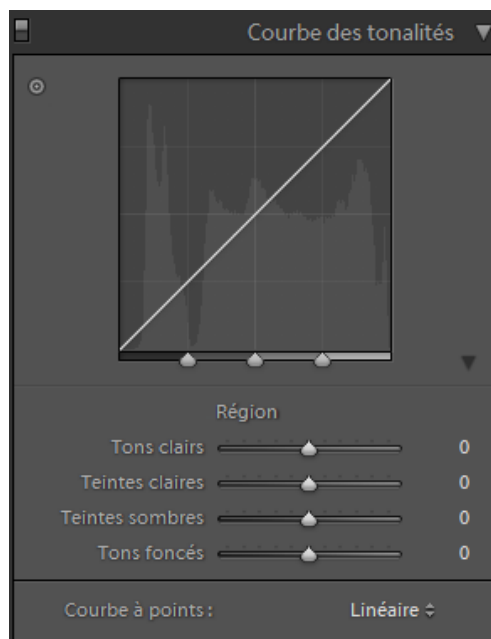 Courbe des tonalités
Région
Tons clairs 0
Teintes claires 0
Teintes sombres 0
Tons foncés 0
Courbe à points : Linéaire